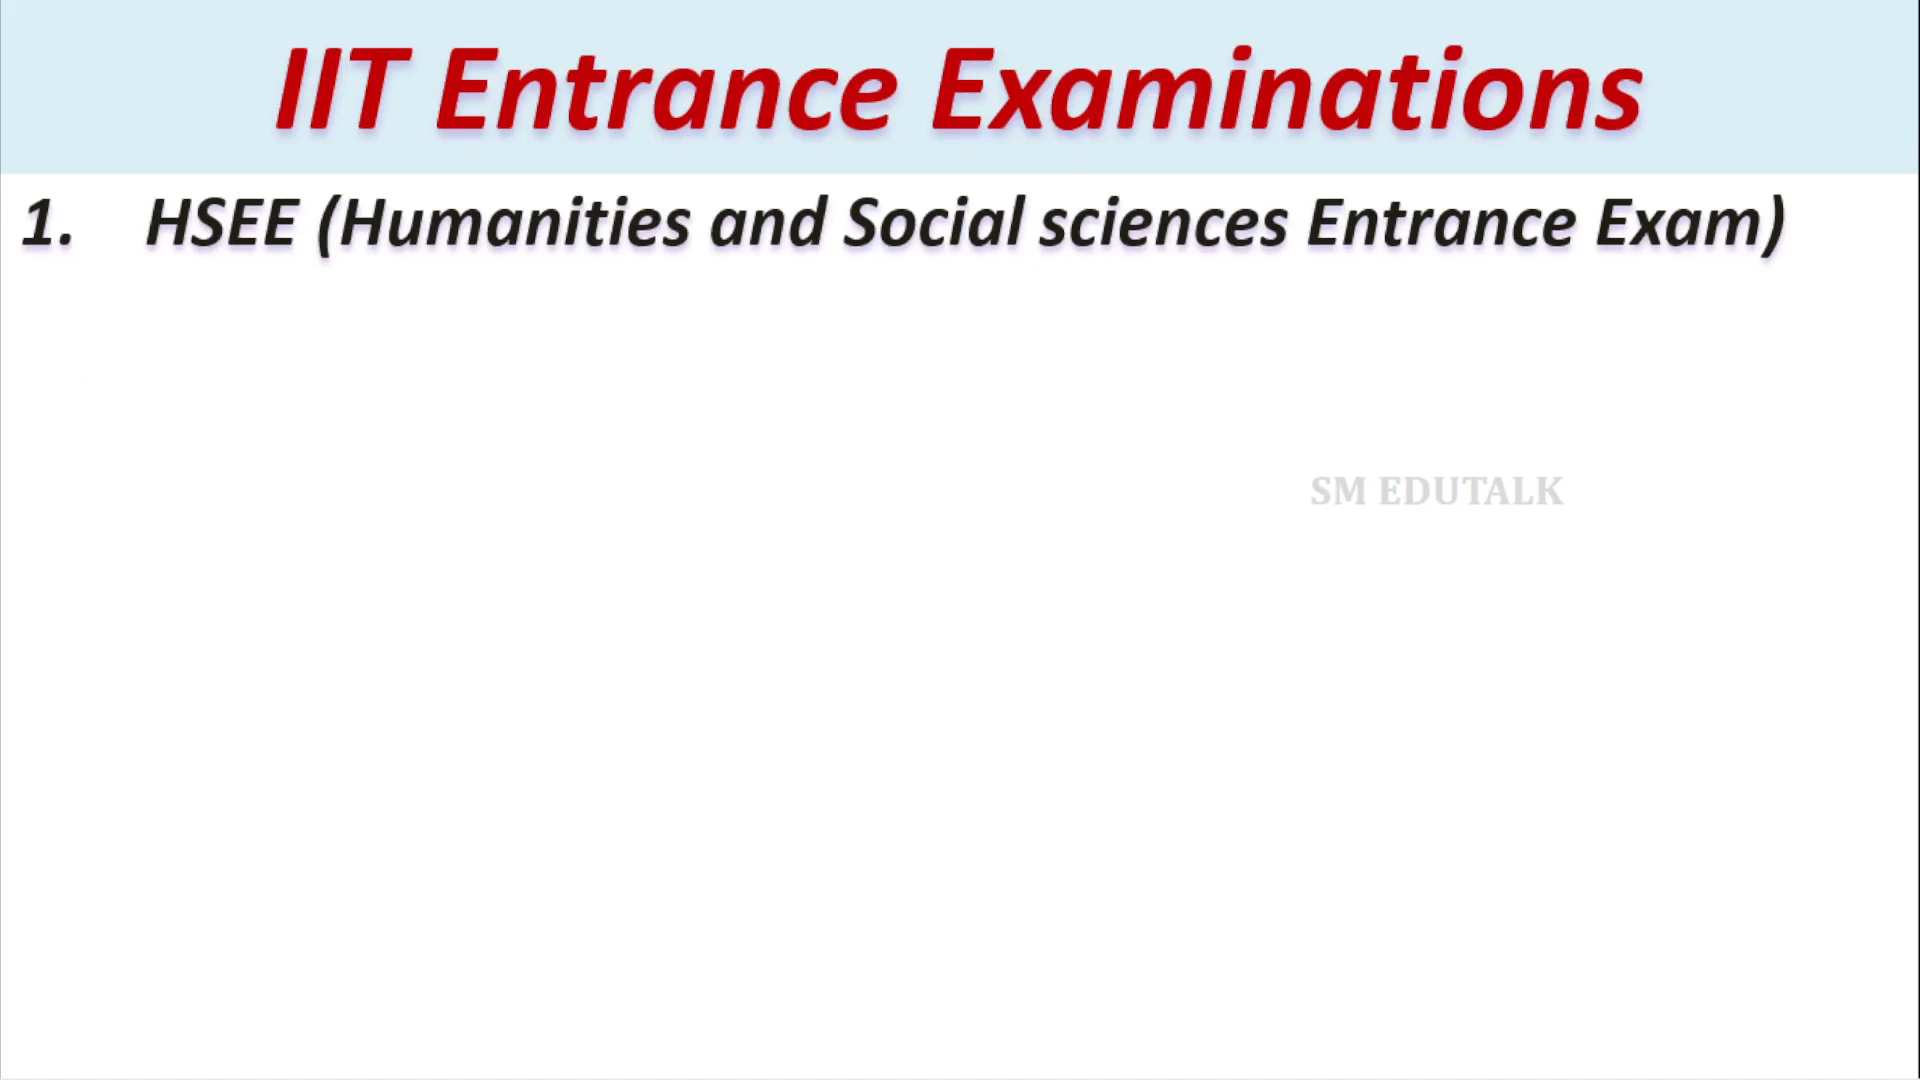 IIT Entrance Examinations
1. HSEE (Humanities and Social sciences Entrance Exam)
SM EDUTALK